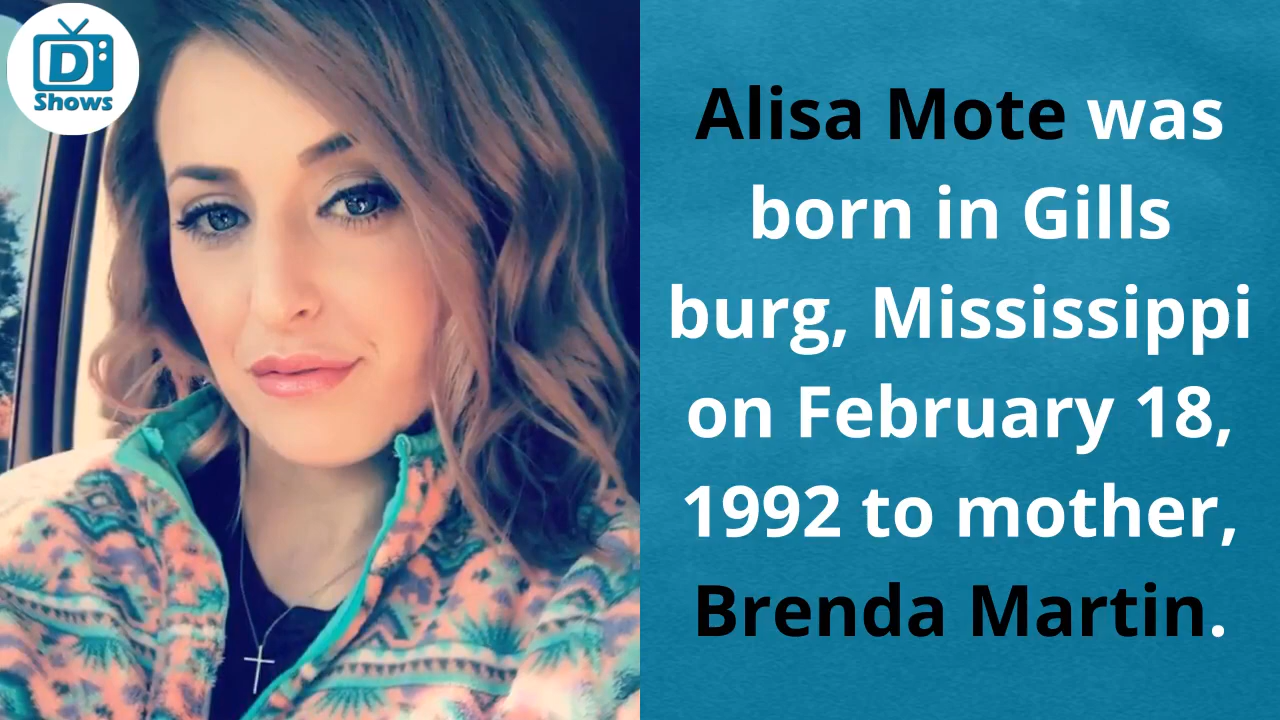 D
Shows
Alisa Mote was
born in Gills
burg, Mississippi
on February 18,
1992 to mother,
Brenda Martin.